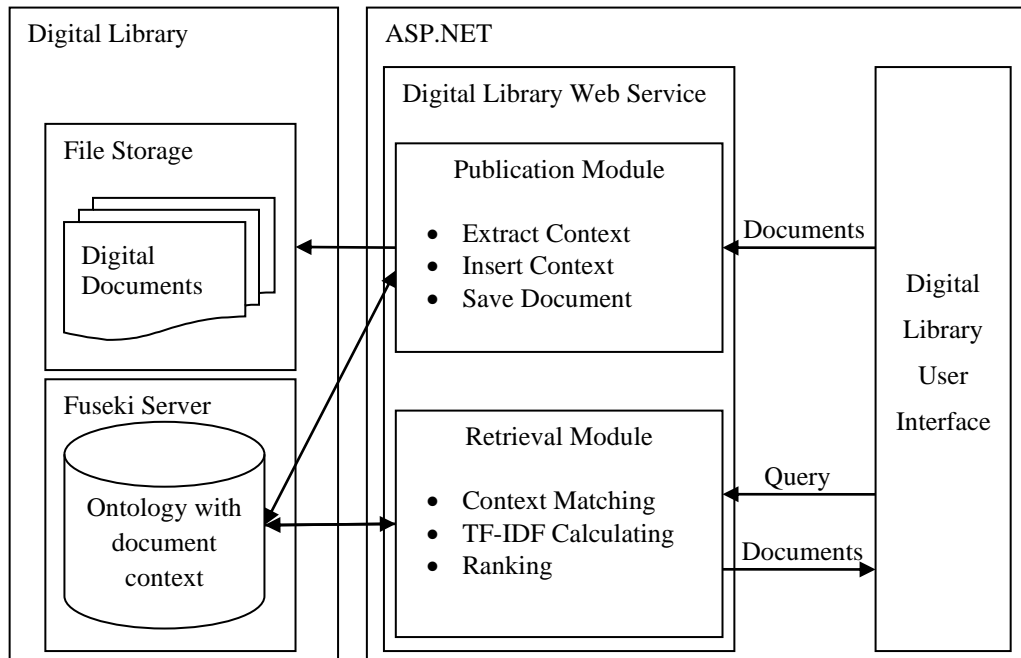 Digital Library
File Storage
Digital
Documents
Fuseki Server
Ontology with
document
context
ASP.NET
Digital Library Web Service
Publication Module
• Extract Context
• Insert Context
• Save Document
Retrieval Module
• Context Matching
• TF-IDF Calculating
• Ranking
Documents
Query
Documents
Digital
Library
User
Interface